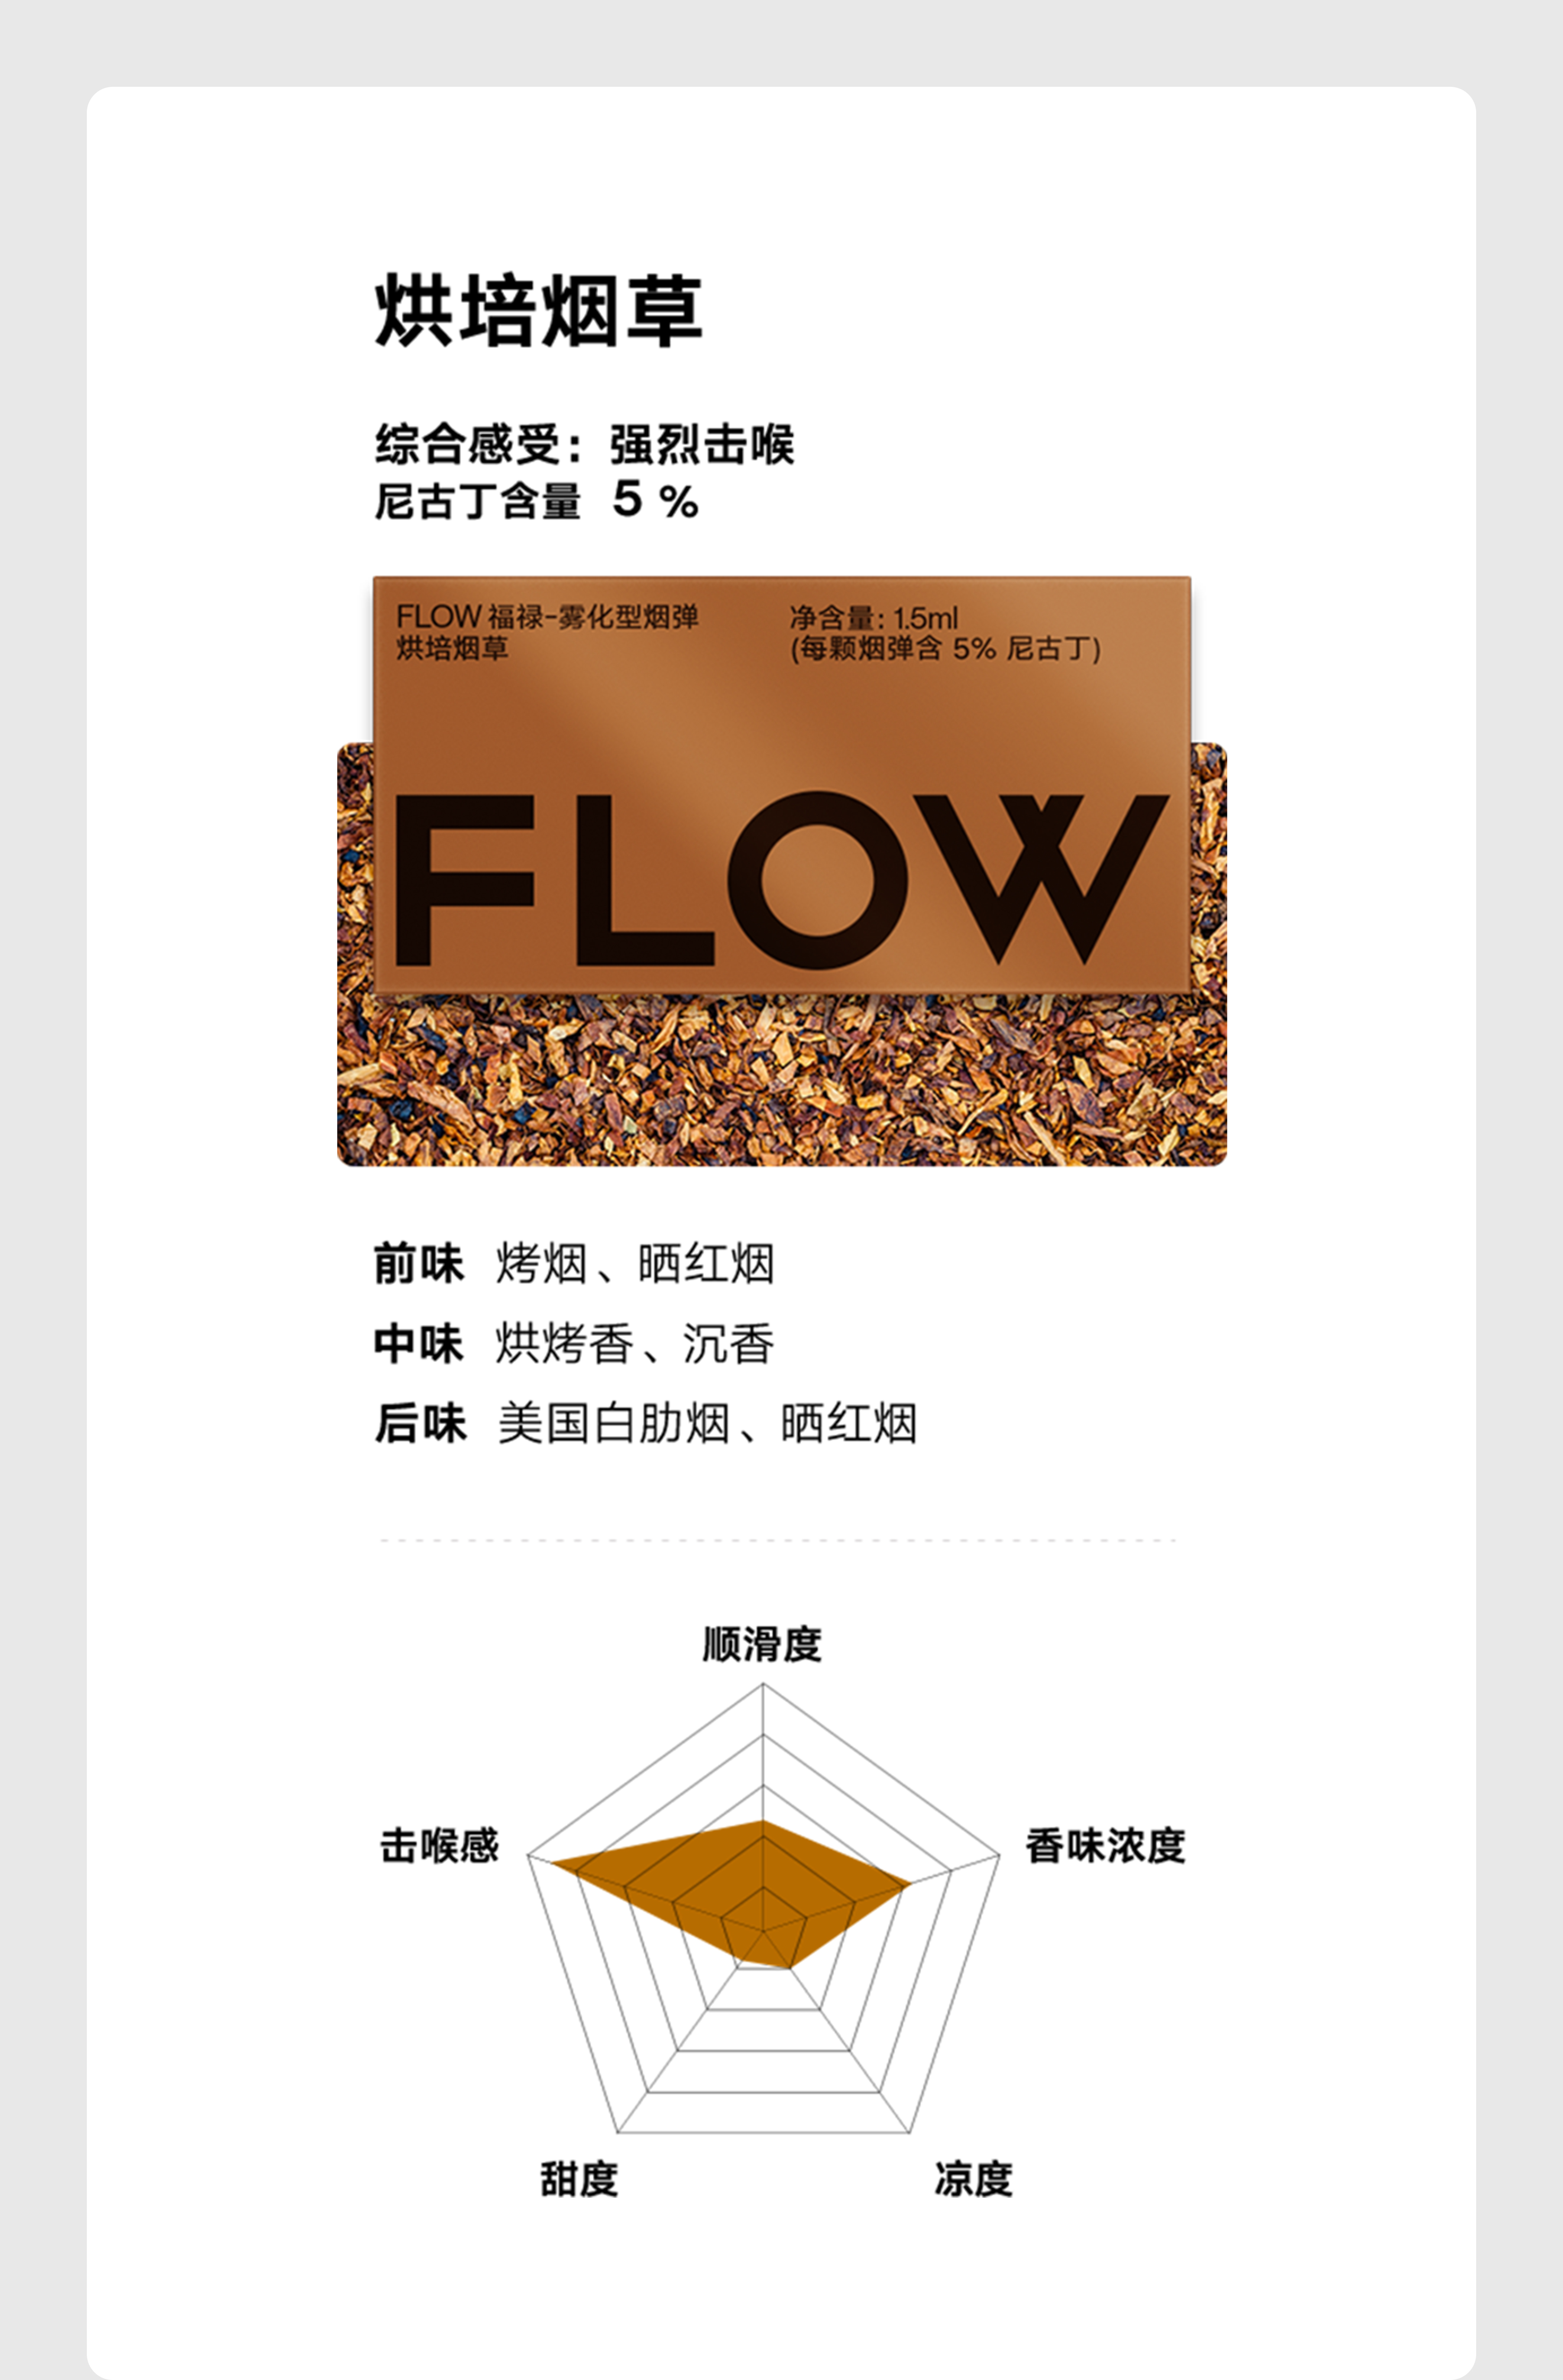 烘培烟草
综合感受：强烈击喉
尼古丁含量 5 %
FLOW 福禄-雾化型烟弹
烘培烟草
净含量: 1.5ml
(每颗烟弹含 5% 尼古丁)
FLOW
前味 烤烟、晒红烟
中味 烘烤香、沉香
后味 美国白肋烟、晒红烟
顺滑度
击喉感
香味浓度
甜度
凉度